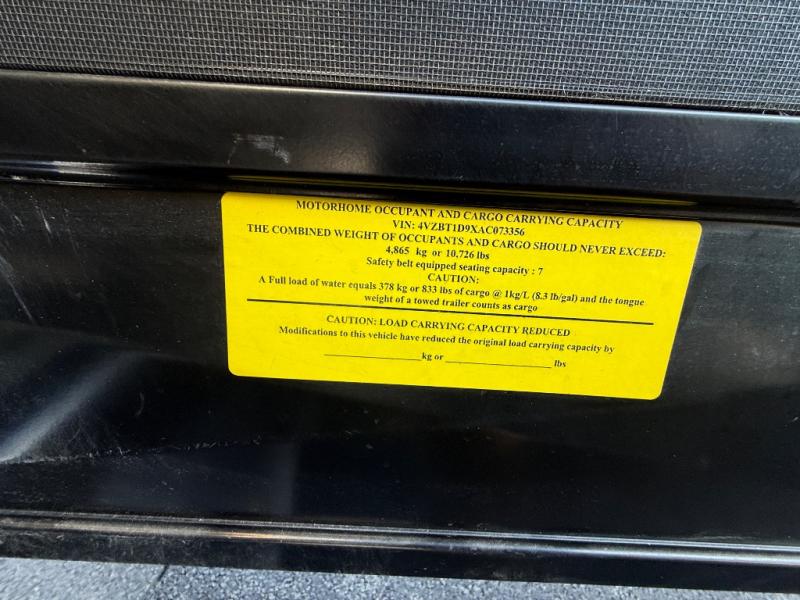 MOTORHOME OCCUPANT AND CARGO CARRYING CAPACITY
VIN: 4VZBT1D9XAC073356
THE COMBINED WEIGHT OF OCCUPANTS AND CARGO SHOULD NEVER EXCEED:
4,865 kg or 10,726 lbs
Safety belt equipped seating capacity : 7
CAUTION:
A Full load of water equals 378 kg or 833 lbs of cargo @ 1kg/L (8.3 lb/gal) and the tongue
weight of a towed trailer counts as cargo
CAUTION: LOAD CARRYING CAPACITY REDUCED
Modifications to this vehicle have reduced the original load carrying capacity by
____________________kg or ______________________ lbs